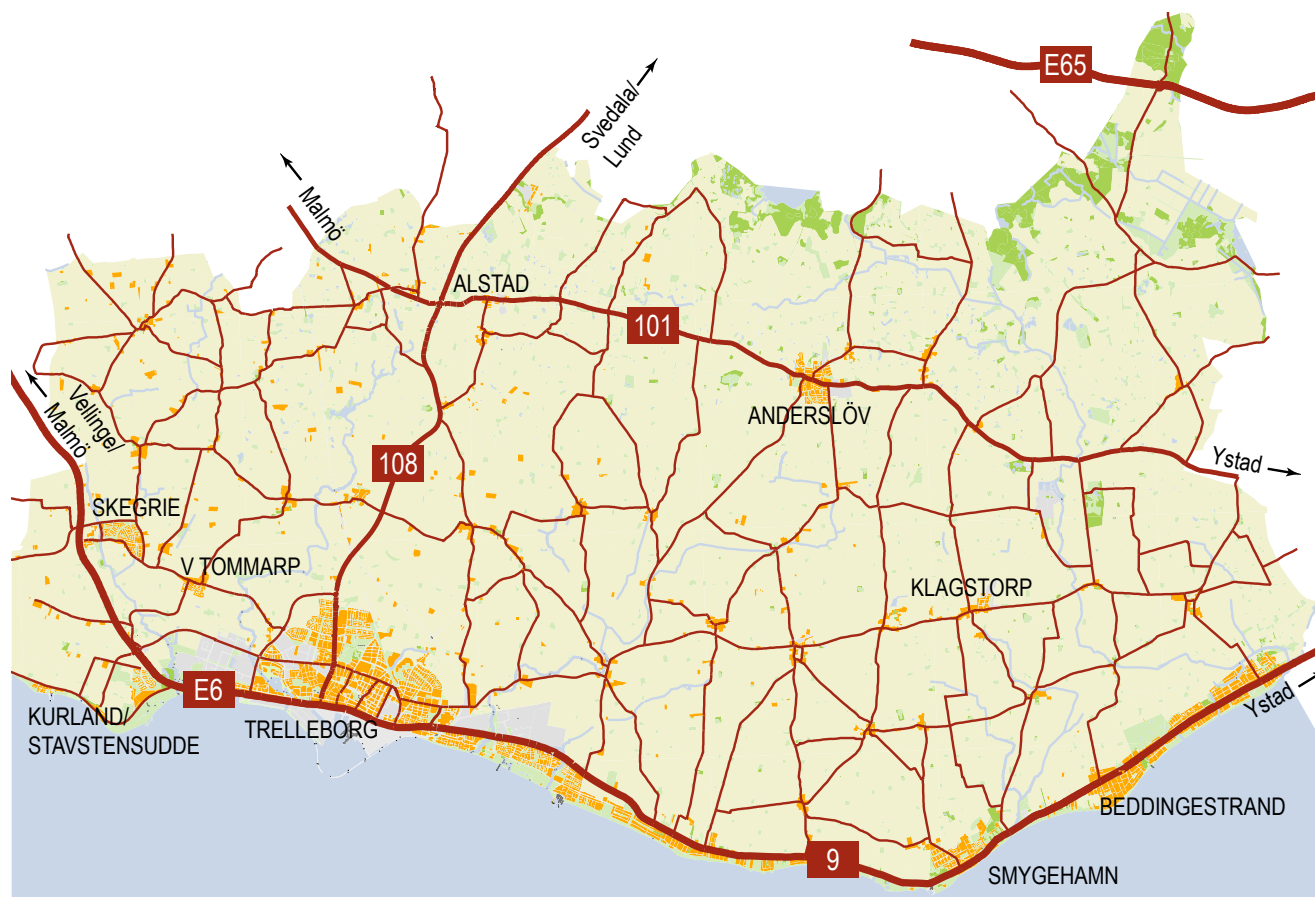 E65
Svedala/
Lund
Malmö
ALSTAD
101
Vellinge/
Malmö
ANDERSLÖV
108
Ystad
SKEGRIE
V TOMMARP
KLAGSTORP
E6
KURLAND/
STAVSTENSUDDE
TRELLEBORG
Ystad
BEDDINGESTRAND
9
SMYGEHAMN